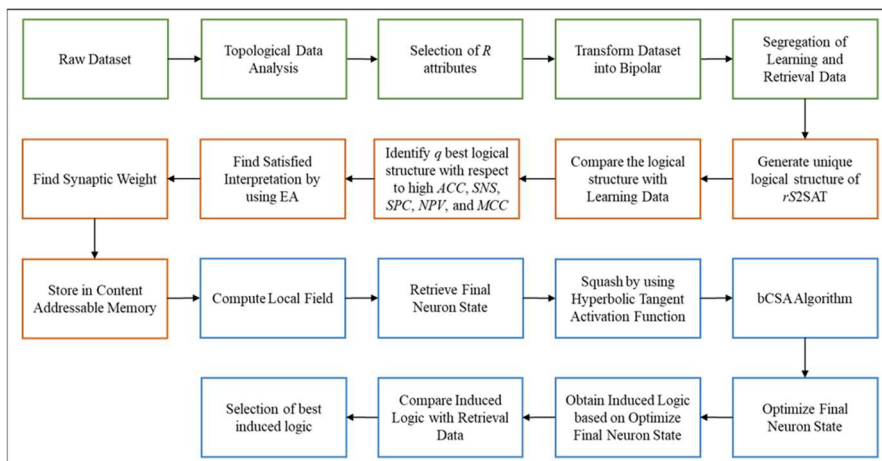 Raw Dataset
Topological Data
Analysis
Selection of R
attributes
Transform Dataset
into Bipolar
Segregation of
Learning and
Retrieval Data
Generate unique
logical structure of
rS2SAT
Compare the logical
structure with
Learning Data
Identify q best logical
structure with respect
to high ACC, SNS,
SPC, NPV, and MCC
Find Satisfied
Interpretation by
using EA
Find Synaptic Weight
Store in Content
Addressable Memory
Compute Local Field
Retrieve Final
Neuron State
Squash by using
Hyperbolic Tangent
Activation Function
bCSA Algorithm
Optimize Final
Neuron State
Obtain Induced Logic
based on Optimize
Final Neuron State
Compare Induced
Logic with Retrieval
Data
Selection of best
induced logic